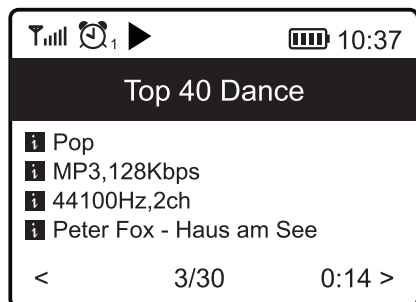 1 10:37
Top 40 Dance
i Pop
i MP3,128Kbps
i 44100Hz,2ch
i Peter Fox - Haus am See
< 3/30 0:14 >